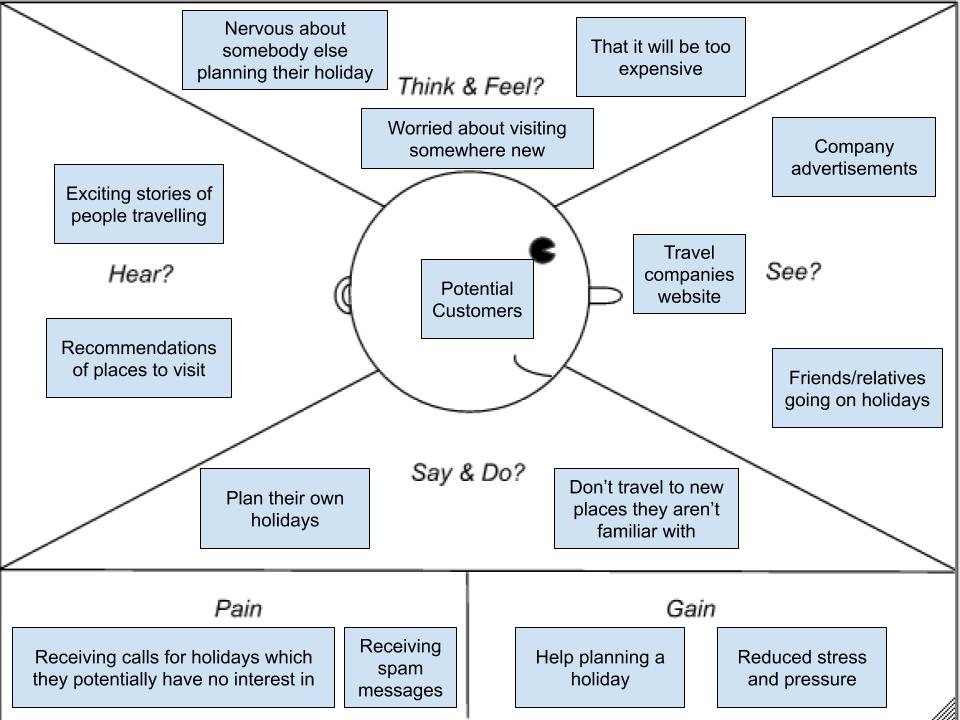 Nervous about
somebody else
planning their holiday
That it will be too
expensive
Think & Feel?
Worried about visiting
somewhere new
Company
advertisements
Exciting stories of
people travelling
Hear?
Travel
companies
website
See?
Potential
Customers
Recommendations
of places to visit
Friends/relatives
going on holidays
Say & Do?
Plan their own
holidays
Don’t travel to new
places they aren’t
familiar with
Pain
Receiving calls for holidays which
they potentially have no interest in
Receiving
spam
messages
Gain
Help planning a
holiday
Reduced stress
and pressure